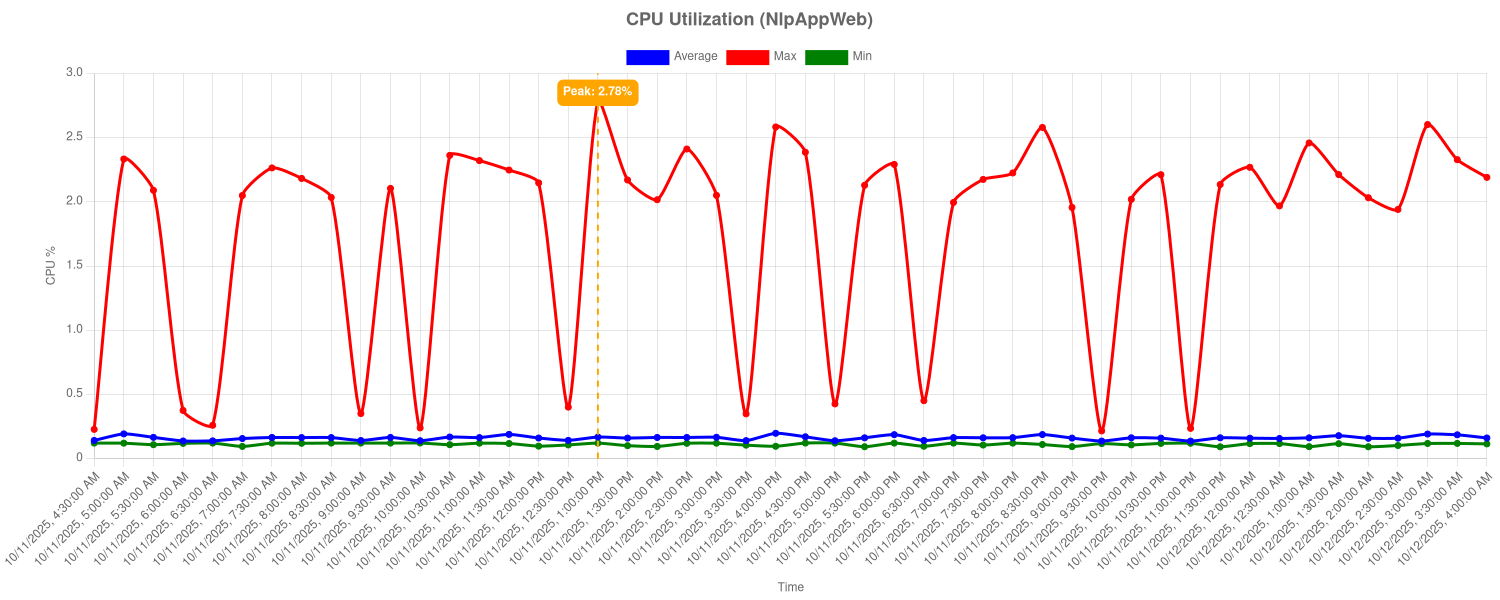 CPU Utilization (NlpAppWeb)
Average Max Min
Peak: 2.78%
3.0
2.5
2.0
1.5
1.0
0.5
0
CPU %
10/11/2025, 4:30:00 AM
10/11/2025, 5:00:00 AM
10/11/2025, 5:30:00 AM
10/11/2025, 6:00:00 AM
10/11/2025, 6:30:00 AM
10/11/2025, 7:00:00 AM
10/11/2025, 7:30:00 AM
10/11/2025, 8:00:00 AM
10/11/2025, 8:30:00 AM
10/11/2025, 9:00:00 AM
10/11/2025, 9:30:00 AM
10/11/2025, 10:00:00 AM
10/11/2025, 10:30:00 AM
10/11/2025, 11:00:00 AM
10/11/2025, 11:30:00 AM
10/11/2025, 12:00:00 PM
10/11/2025, 12:30:00 PM
10/11/2025, 1:00:00 PM
10/11/2025, 1:30:00 PM
10/11/2025, 2:00:00 PM
10/11/2025, 2:30:00 PM
10/11/2025, 3:00:00 PM
10/11/2025, 3:30:00 PM
10/11/2025, 4:00:00 PM
10/11/2025, 4:30:00 PM
10/11/2025, 5:00:00 PM
10/11/2025, 5:30:00 PM
10/11/2025, 6:00:00 PM
10/11/2025, 6:30:00 PM
10/11/2025, 7:00:00 PM
10/11/2025, 7:30:00 PM
10/11/2025, 8:00:00 PM
10/11/2025, 8:30:00 PM
10/11/2025, 9:00:00 PM
10/11/2025, 9:30:00 PM
10/11/2025, 10:00:00 PM
10/11/2025, 10:30:00 PM
10/11/2025, 11:00:00 PM
10/11/2025, 11:30:00 PM
10/12/2025, 12:00:00 AM
10/12/2025, 12:30:00 AM
10/12/2025, 1:00:00 AM
10/12/2025, 1:30:00 AM
10/12/2025, 2:00:00 AM
10/12/2025, 2:30:00 AM
10/12/2025, 3:00:00 AM
10/12/2025, 3:30:00 AM
10/12/2025, 4:00:00 AM
Time